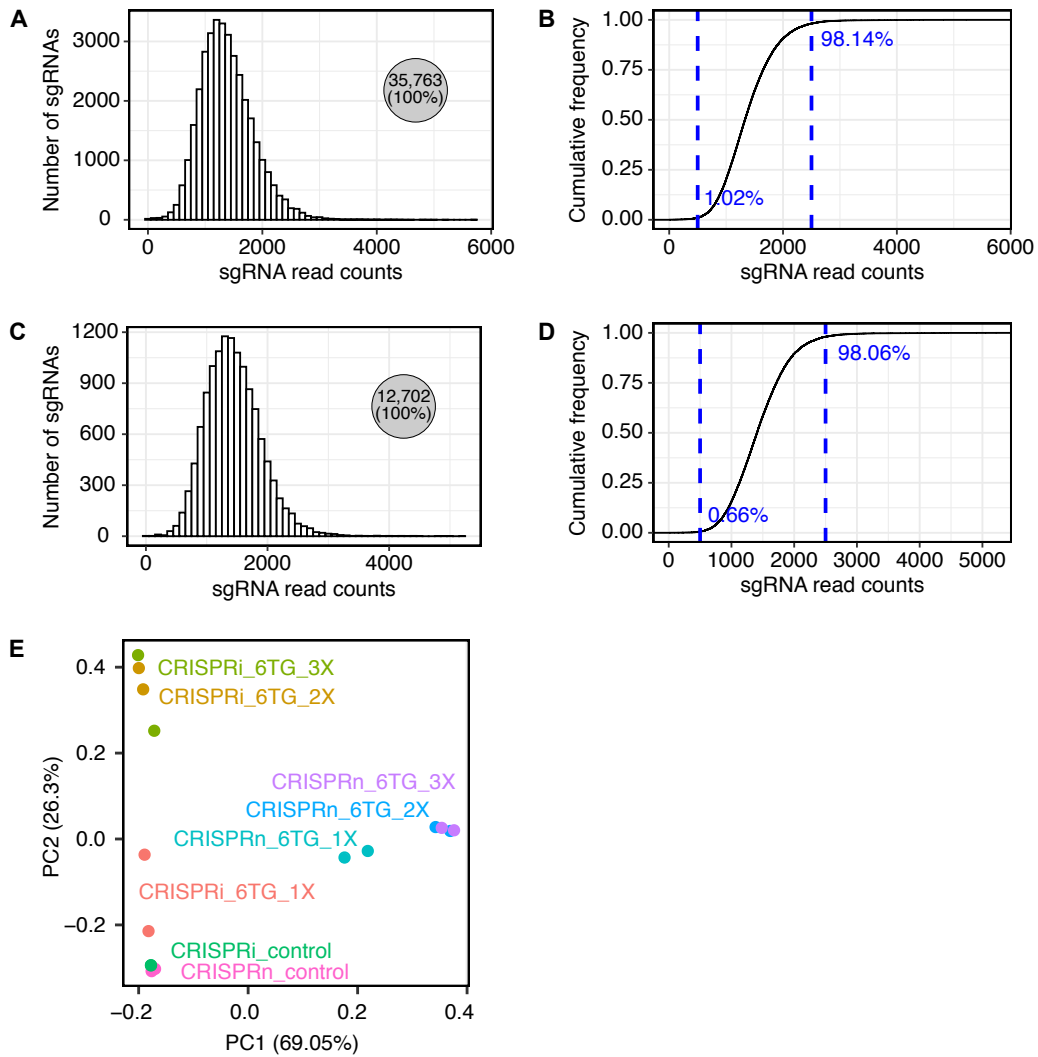 A
Number of sgRNAs
3000
2000
1000
0
35,763
(100%)
0 2000 4000 6000
sgRNA read counts
B
Cumulative frequency
1.00
0.75
0.50
0.25
0.00
98.14%
1.02%
0 2000 4000 6000
sgRNA read counts
C
Number of sgRNAs
1200
900
600
300
0
12,702
(100%)
0 2000 4000
sgRNA read counts
D
Cumulative frequency
1.00
0.75
0.50
0.25
0.00
98.06%
0.66%
0 1000 2000 3000 4000 5000
sgRNA read counts
E
PC2 (26.3%)
0.4
0.2
0.0
−0.2
CRISPRi_6TG_3X
CRISPRi_6TG_2X
CRISPRn_6TG_3X
CRISPRn_6TG_2X
CRISPRn_6TG_1X
CRISPRi_6TG_1X
CRISPRi_control
CRISPRn_control
−0.2 0.0 0.2 0.4
PC1 (69.05%)